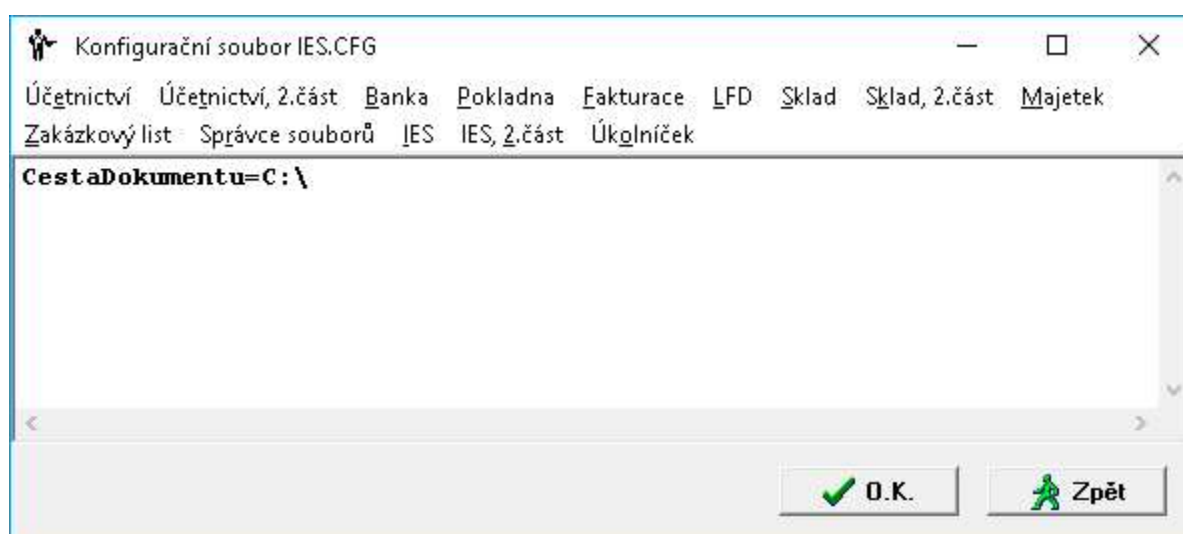 Konfigurační soubor IES.CFG
Účetnictví Účetnictví, 2.část Banka Pokladna Fakturace LFD Sklad Sklad, 2.část Majetek
Zakázkový list Správce souborů IES IES, 2.část Úkolníček
CestaDokumentu=C:\
O.K. Zpět